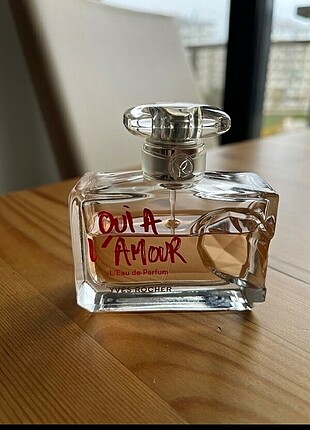 OUI À
L'AMOUR
L'Eau de Parfum
YVES ROCHER